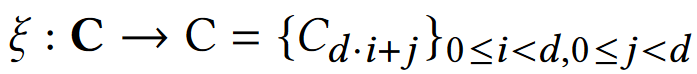 ξ : 𝐂 → C = {C_{d·i+j}}_{0≤i<d,0≤j<d}